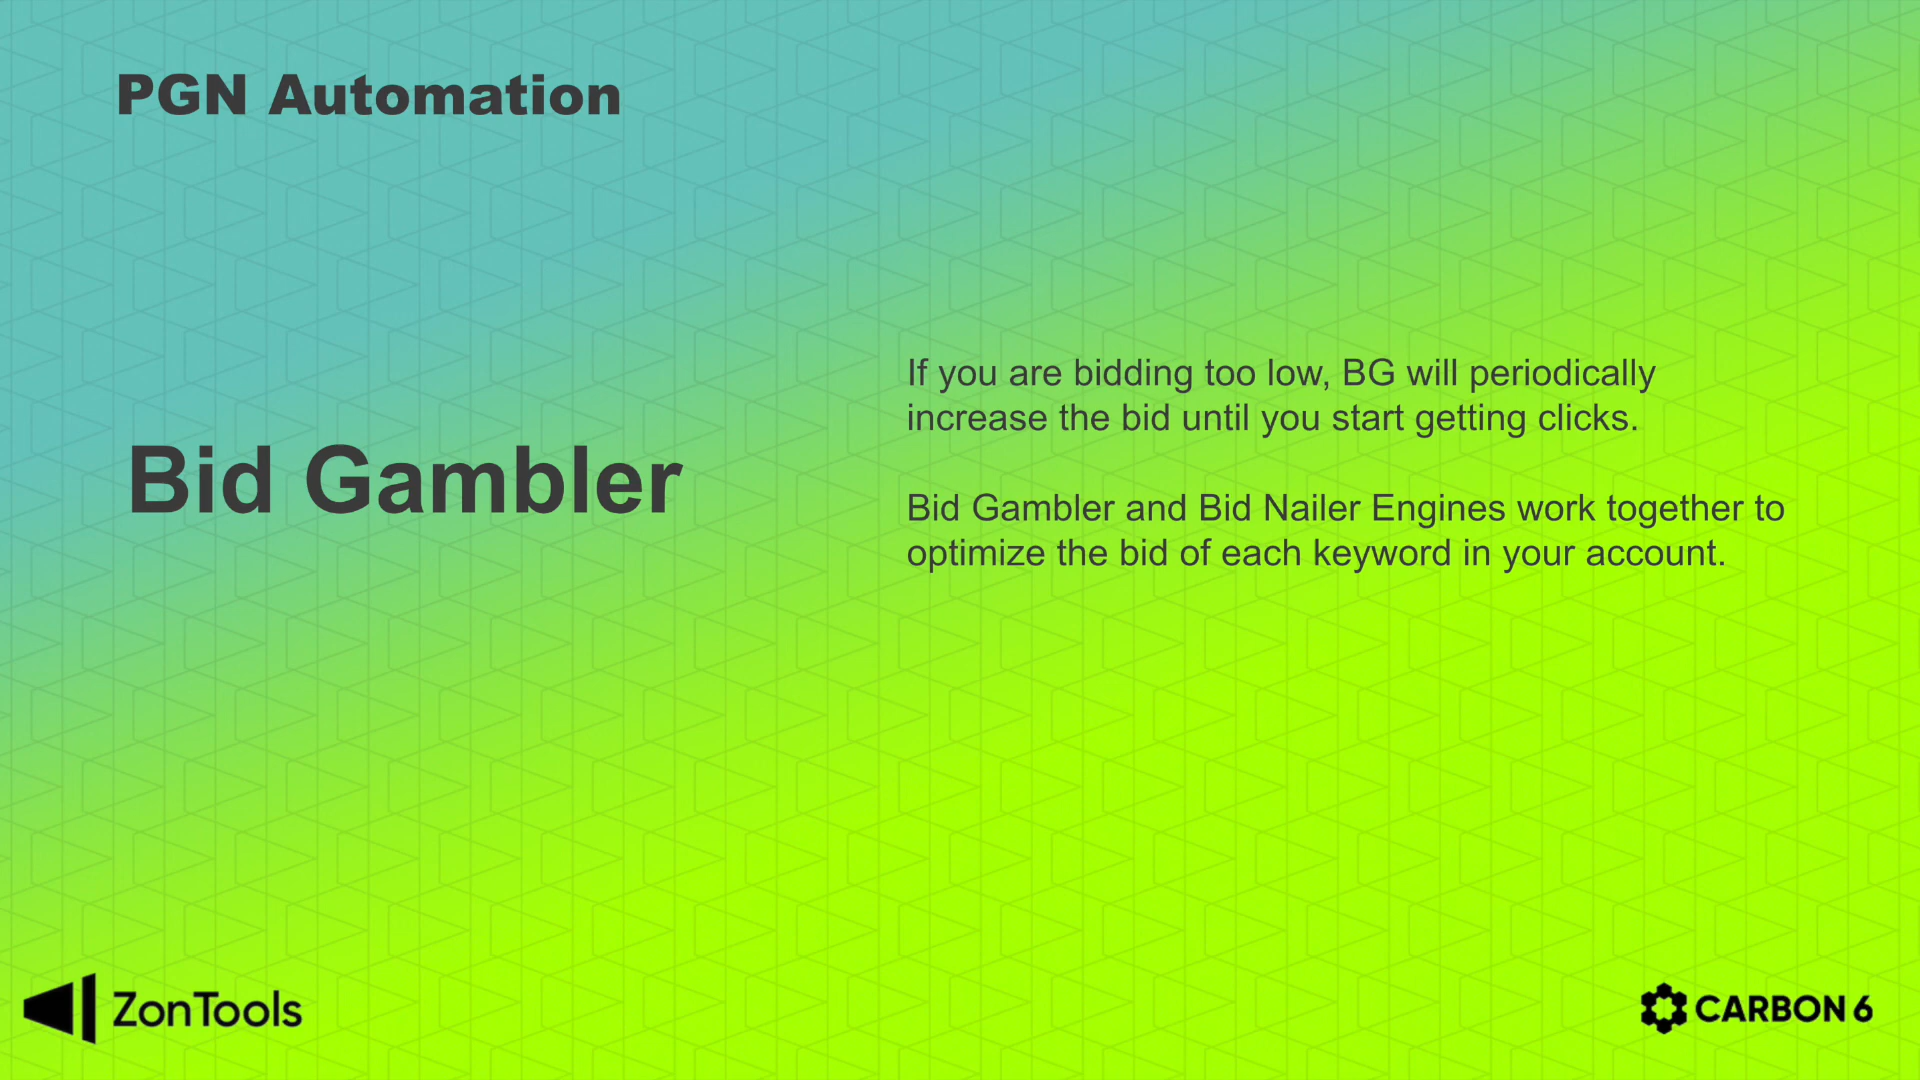 PGN Automation
Bid Gambler
If you are bidding too low, BG will periodically
increase the bid until you start getting clicks.
Bid Gambler and Bid Nailer Engines work together to
optimize the bid of each keyword in your account.
ZonTools
CARBON 6